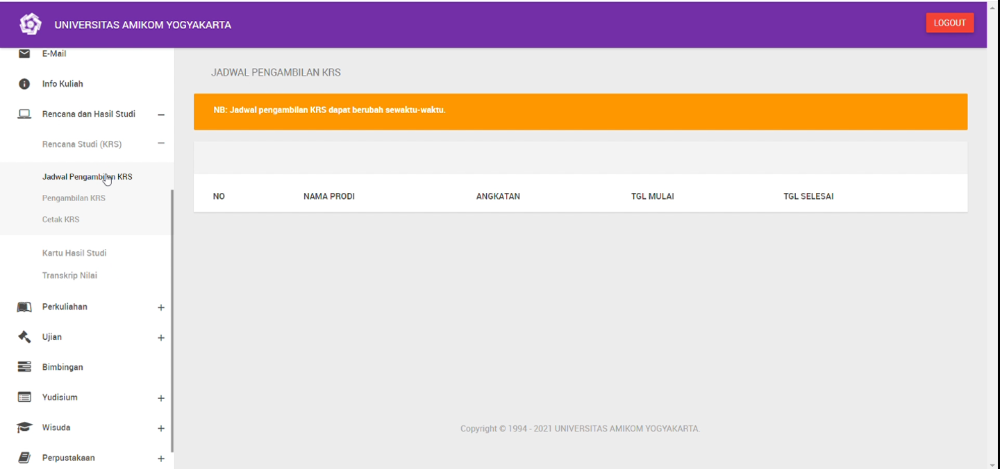 UNIVERSITAS AMIKOM YOGYAKARTA
LOGOUT
E-Mail
Info Kuliah
Rencana dan Hasil Studi
Rencana Studi (KRS)
Jadwal Pengambilan KRS
Pengambilan KRS
Cetak KRS
Kartu Hasil Studi
Transkrip Nilai
Perkuliahan
Ujian
Bimbingan
Yudisium
Wisuda
Perpustakaan
JADWAL PENGAMBILAN KRS
NB: Jadwal pengambilan KRS dapat berubah sewaktu-waktu.
NO NAMA PRODI ANGKATAN TGL MULAI TGL SELESAI
Copyright © 1994 - 2021 UNIVERSITAS AMIKOM YOGYAKARTA.